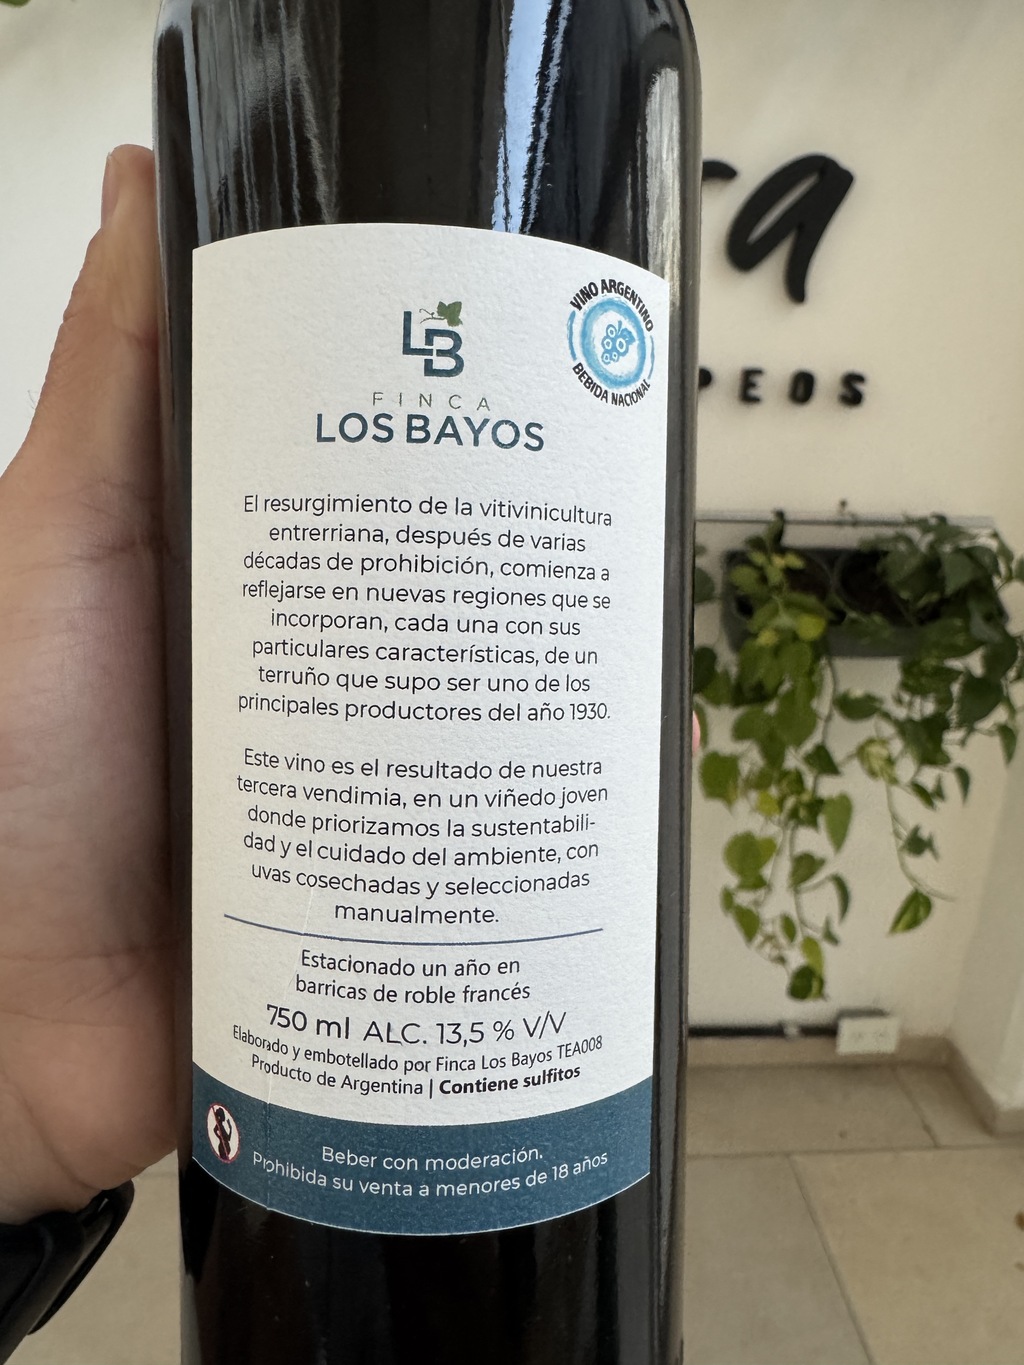 LB
VINO ARGENTINO
BEBIDA NACIONAL
FINCA
LOS BAYOS
El resurgimiento de la vitivinicultura
entrerriana, después de varias
décadas de prohibición, comienza a
reflejarse en nuevas regiones que se
incorporan, cada una con sus
particulares características, de un
terruño que supo ser uno de los
principales productores del año 1930.
Este vino es el resultado de nuestra
tercera vendimia, en un viñedo joven
donde priorizamos la sustentabili-
dad y el cuidado del ambiente, con
uvas cosechadas y seleccionadas
manualmente.
Estacionado un año en
barricas de roble francés
750 ml ALC. 13,5 % V/V
Elaborado y embotellado por Finca Los Bayos TEA008
Producto de Argentina | Contiene sulfitos
Beber con moderación.
Prohibida su venta a menores de 18 años